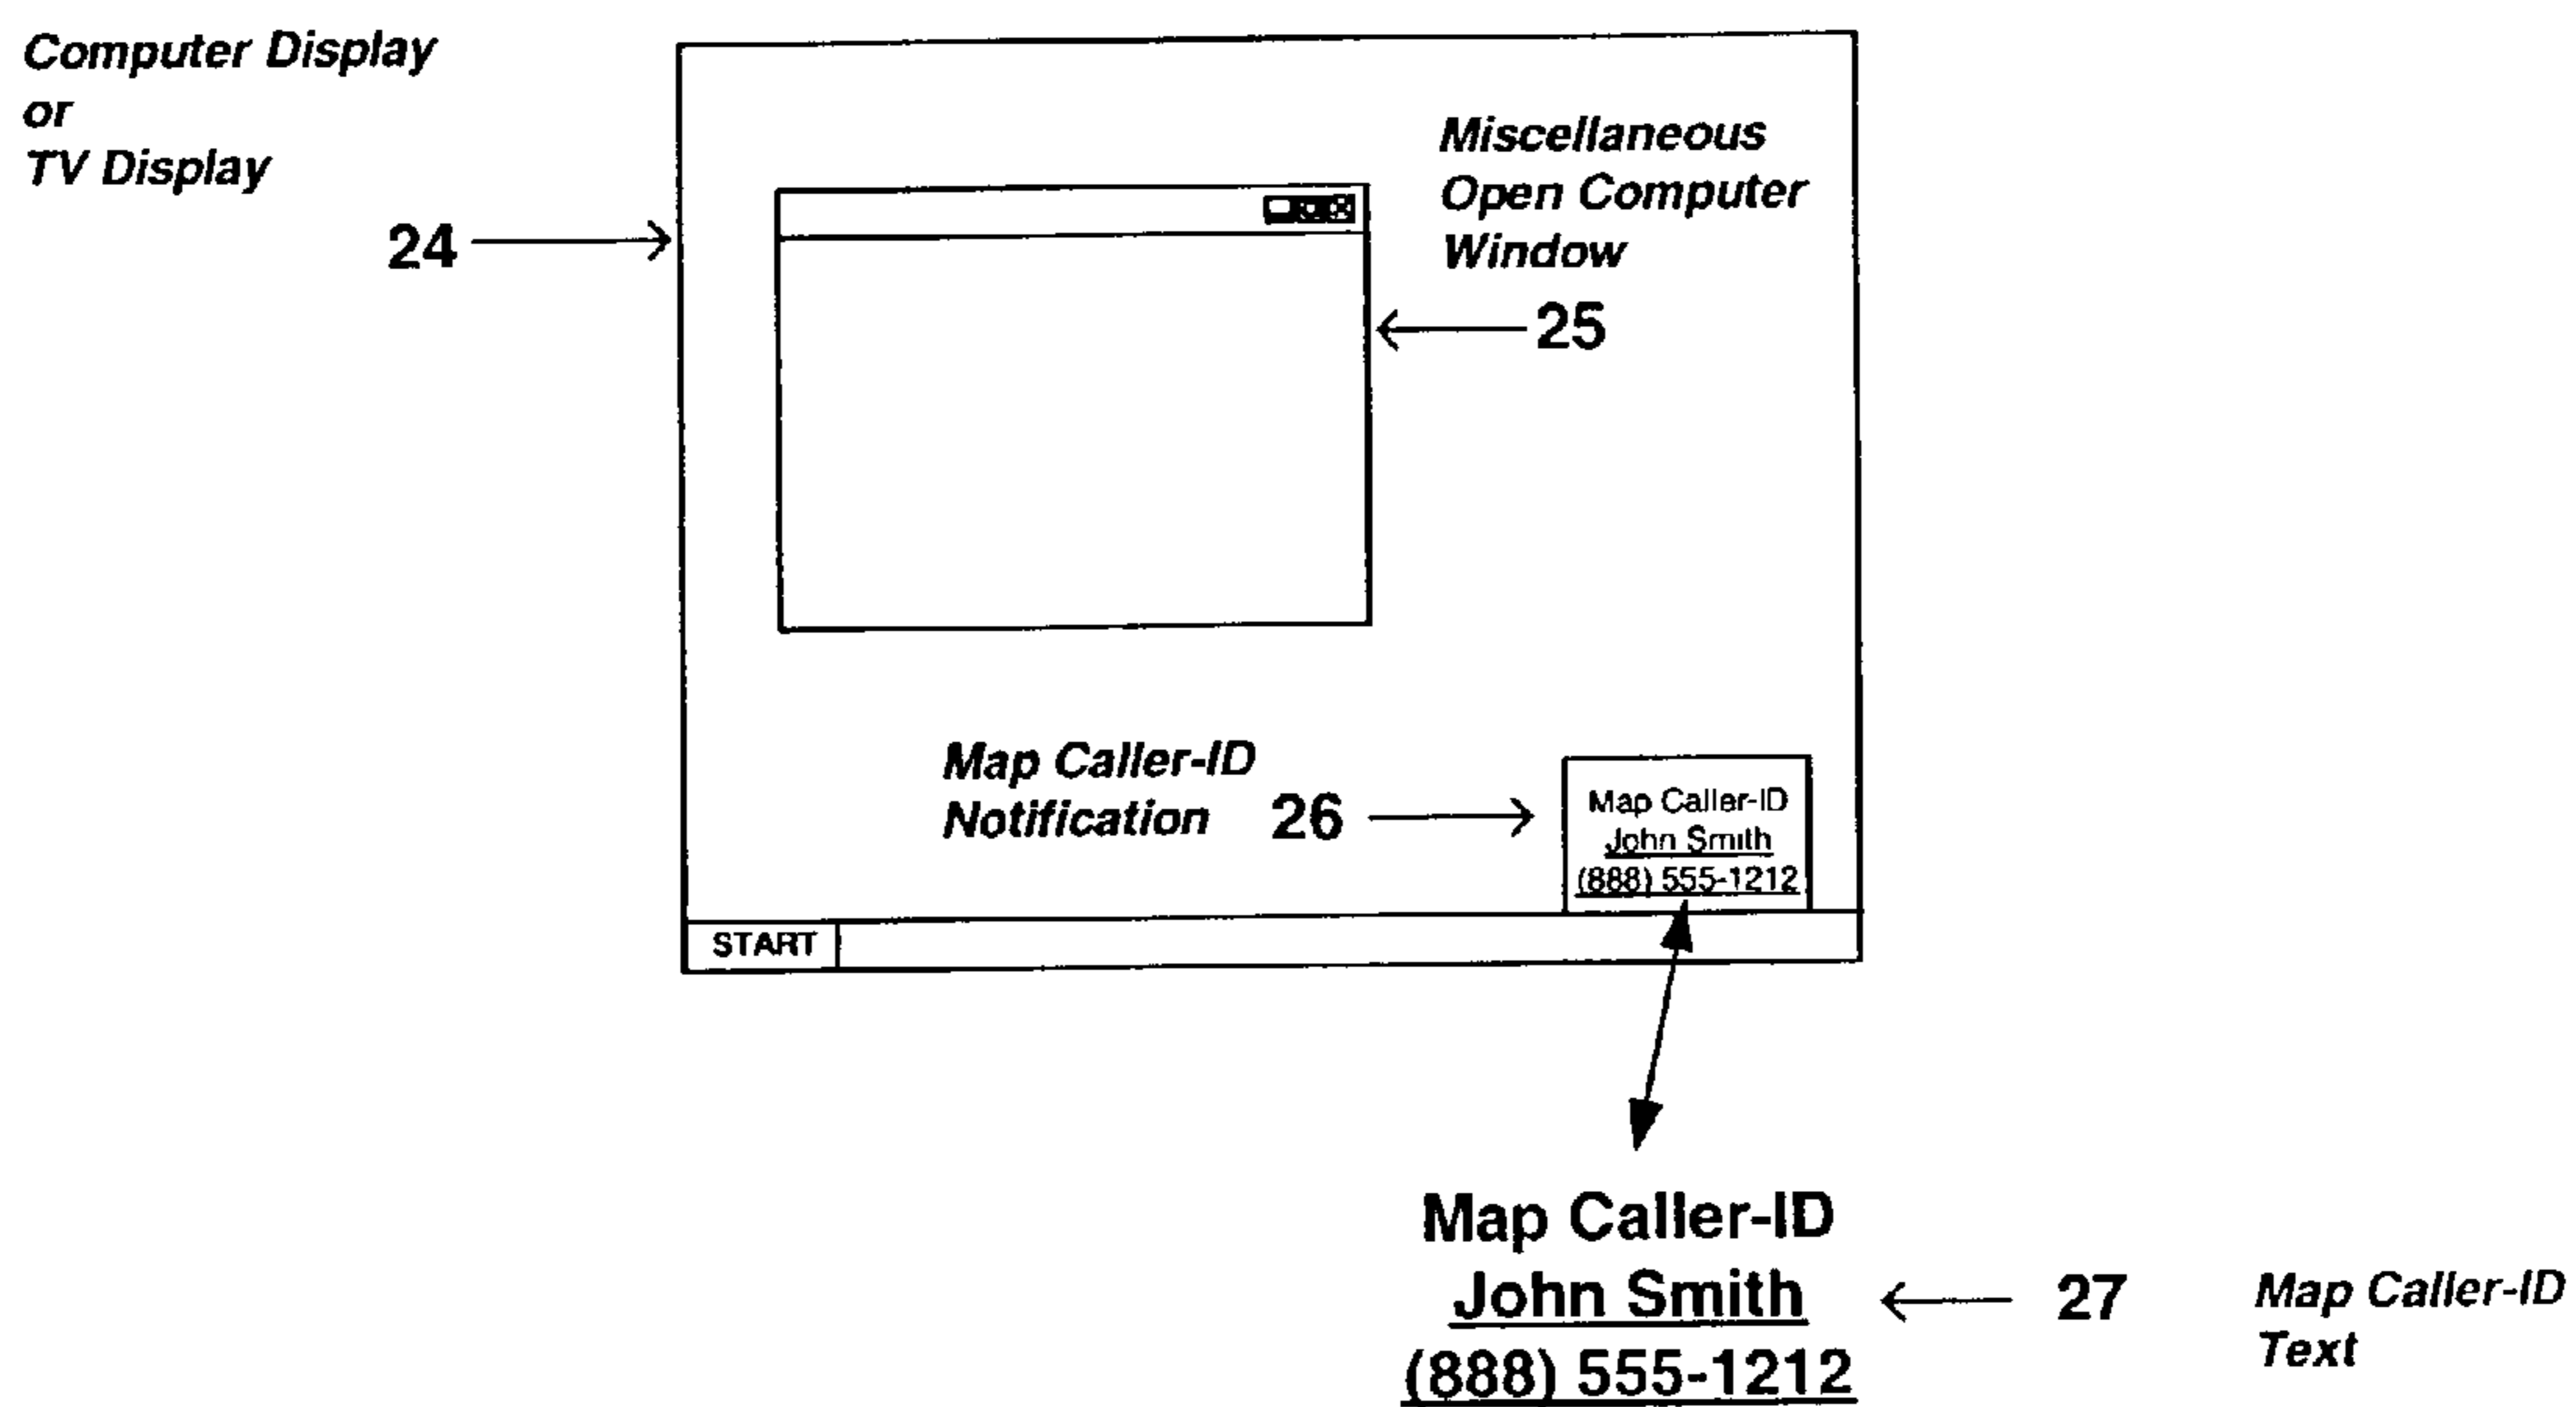 Computer Display
or
TV Display
24
Miscellaneous
Open Computer
Window
25
Map Caller-ID
Notification
26
Map Caller-ID
John Smith
(888) 555-1212
START
Map Caller-ID
John Smith
(888) 555-1212
27
Map Caller-ID
Text